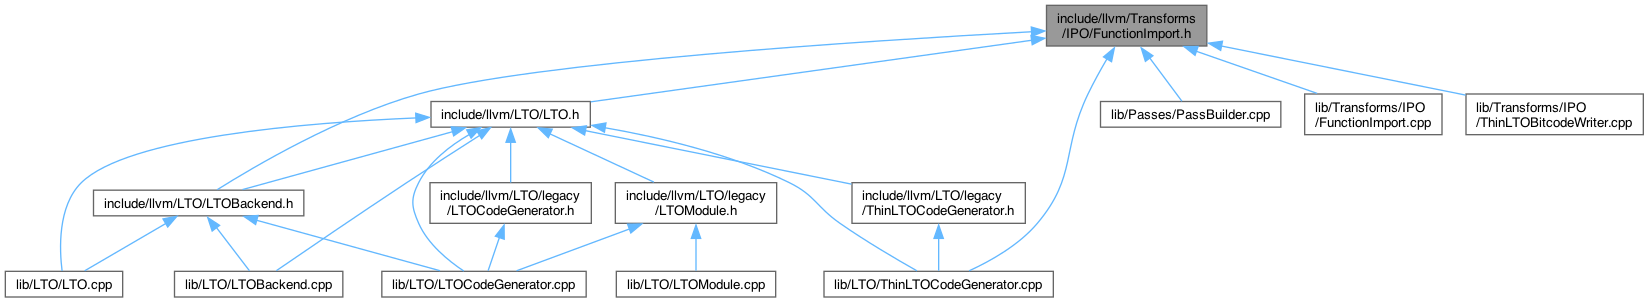 include/llvm/Transforms
/IPO/FunctionImport.h
include/llvm/LTO/LTO.h
lib/Passes/PassBuilder.cpp
lib/Transforms/IPO
/FunctionImport.cpp
lib/Transforms/IPO
/ThinLTOBitcodeWriter.cpp
include/llvm/LTO/LTOBackend.h
include/llvm/LTO/legacy
/LTOCodeGenerator.h
include/llvm/LTO/legacy
/LTOModule.h
include/llvm/LTO/legacy
/ThinLTOCodeGenerator.h
lib/LTO/LTO.cpp
lib/LTO/LTOBackend.cpp
lib/LTO/LTOCodeGenerator.cpp
lib/LTO/LTOModule.cpp
lib/LTO/ThinLTOCodeGenerator.cpp